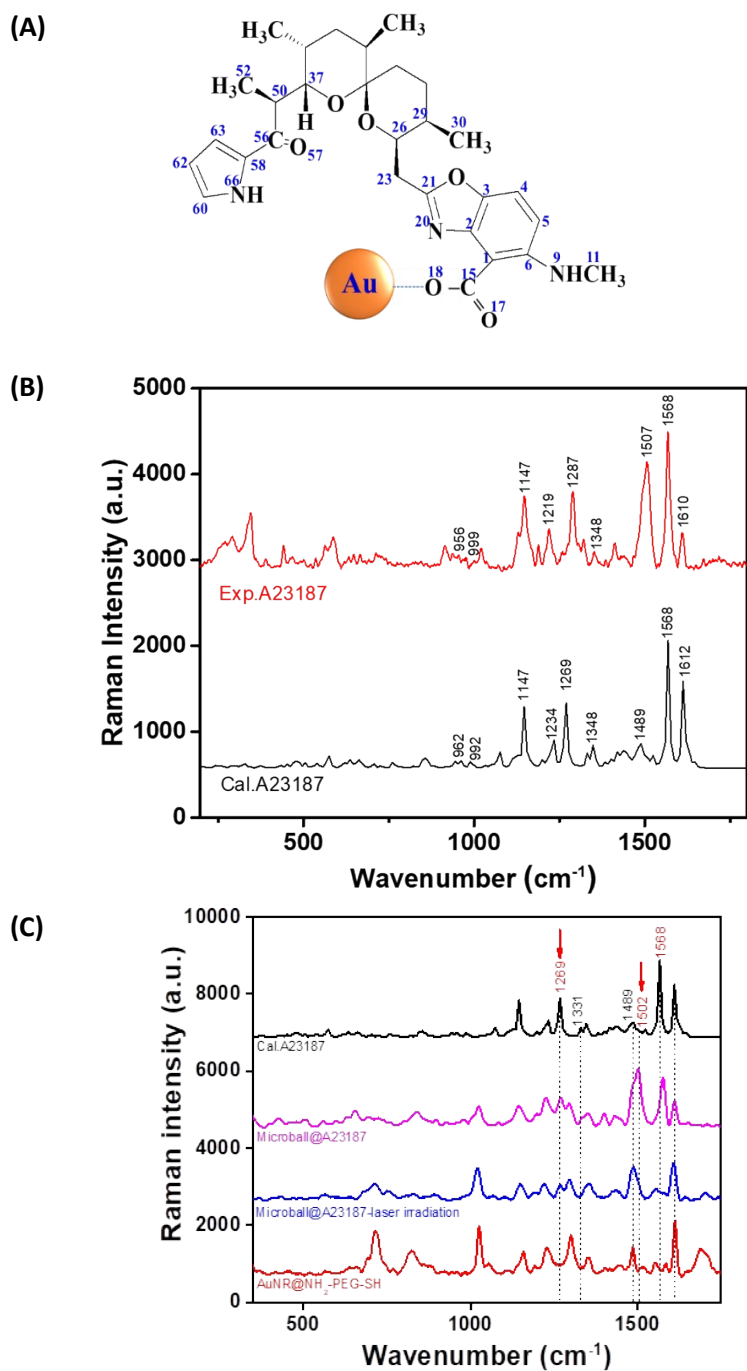 (A)
H₃C
CH₃
52
H₃C
50
37
O
H
O
29
30
CH₃
26
63
56
O
57
58
62
66
NH
60
23
21
O
3
4
20
N
2
5
1
6
9
NH
11
CH₃
Au
18
O
15
C
17
O
(B)
5000
4000
3000
2000
1000
0
Raman Intensity (a.u.)
956
999
1147
1219
1287
1348
1507
1568
1610
Exp.A23187
962
992
1147
1234
1269
1348
1489
1568
1612
Cal.A23187
500
1000
1500
Wavenumber (cm⁻¹)
(C)
10000
8000
6000
4000
2000
0
Raman intensity (a.u.)
1269
1331
1489
1502
1568
Cal.A23187
Microball@A23187
Microball@A23187-laser irradiation
AuNR@NH₂-PEG-SH
500
1000
1500
Wavenumber (cm⁻¹)